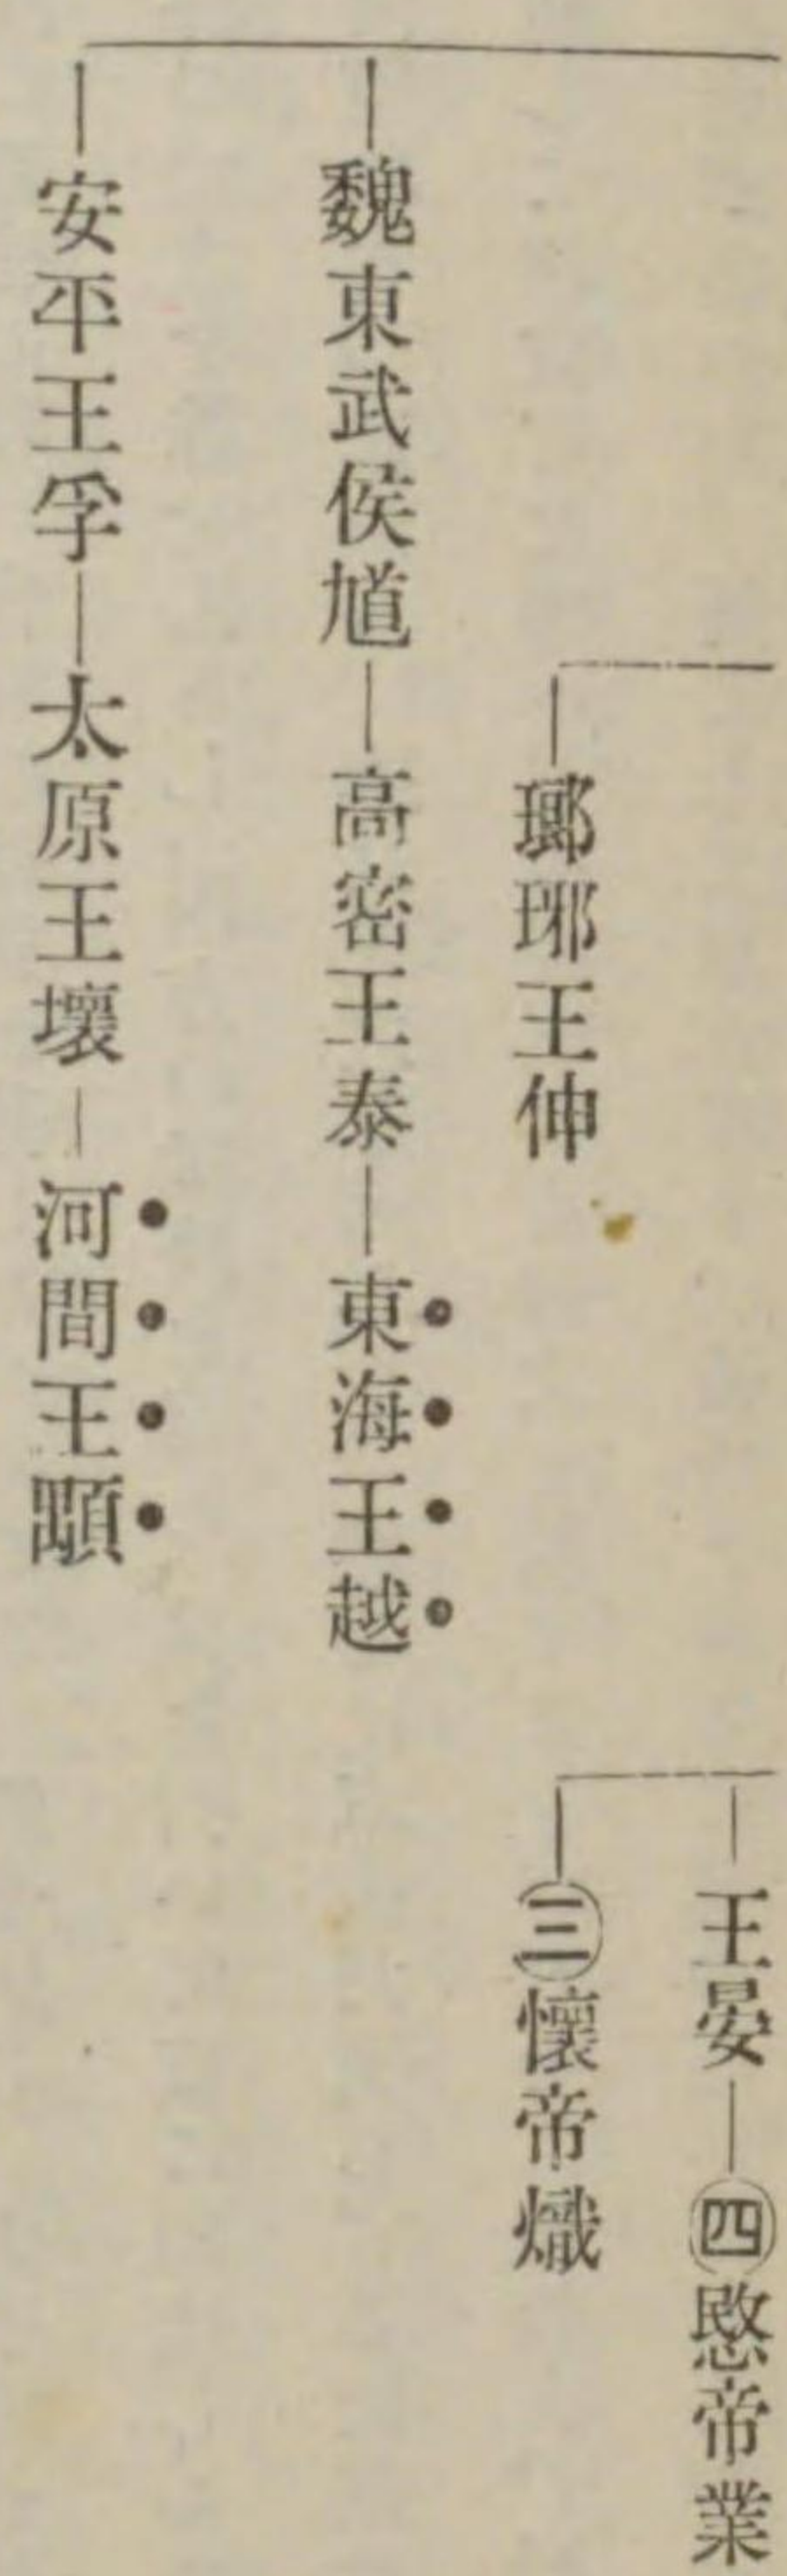 王晏―㊃愍帝業
瑯琊王伸
㊂懷帝熾
魏東武侯馗―高密王泰―東海王越
安平王孚―太原王壞―河間王顒